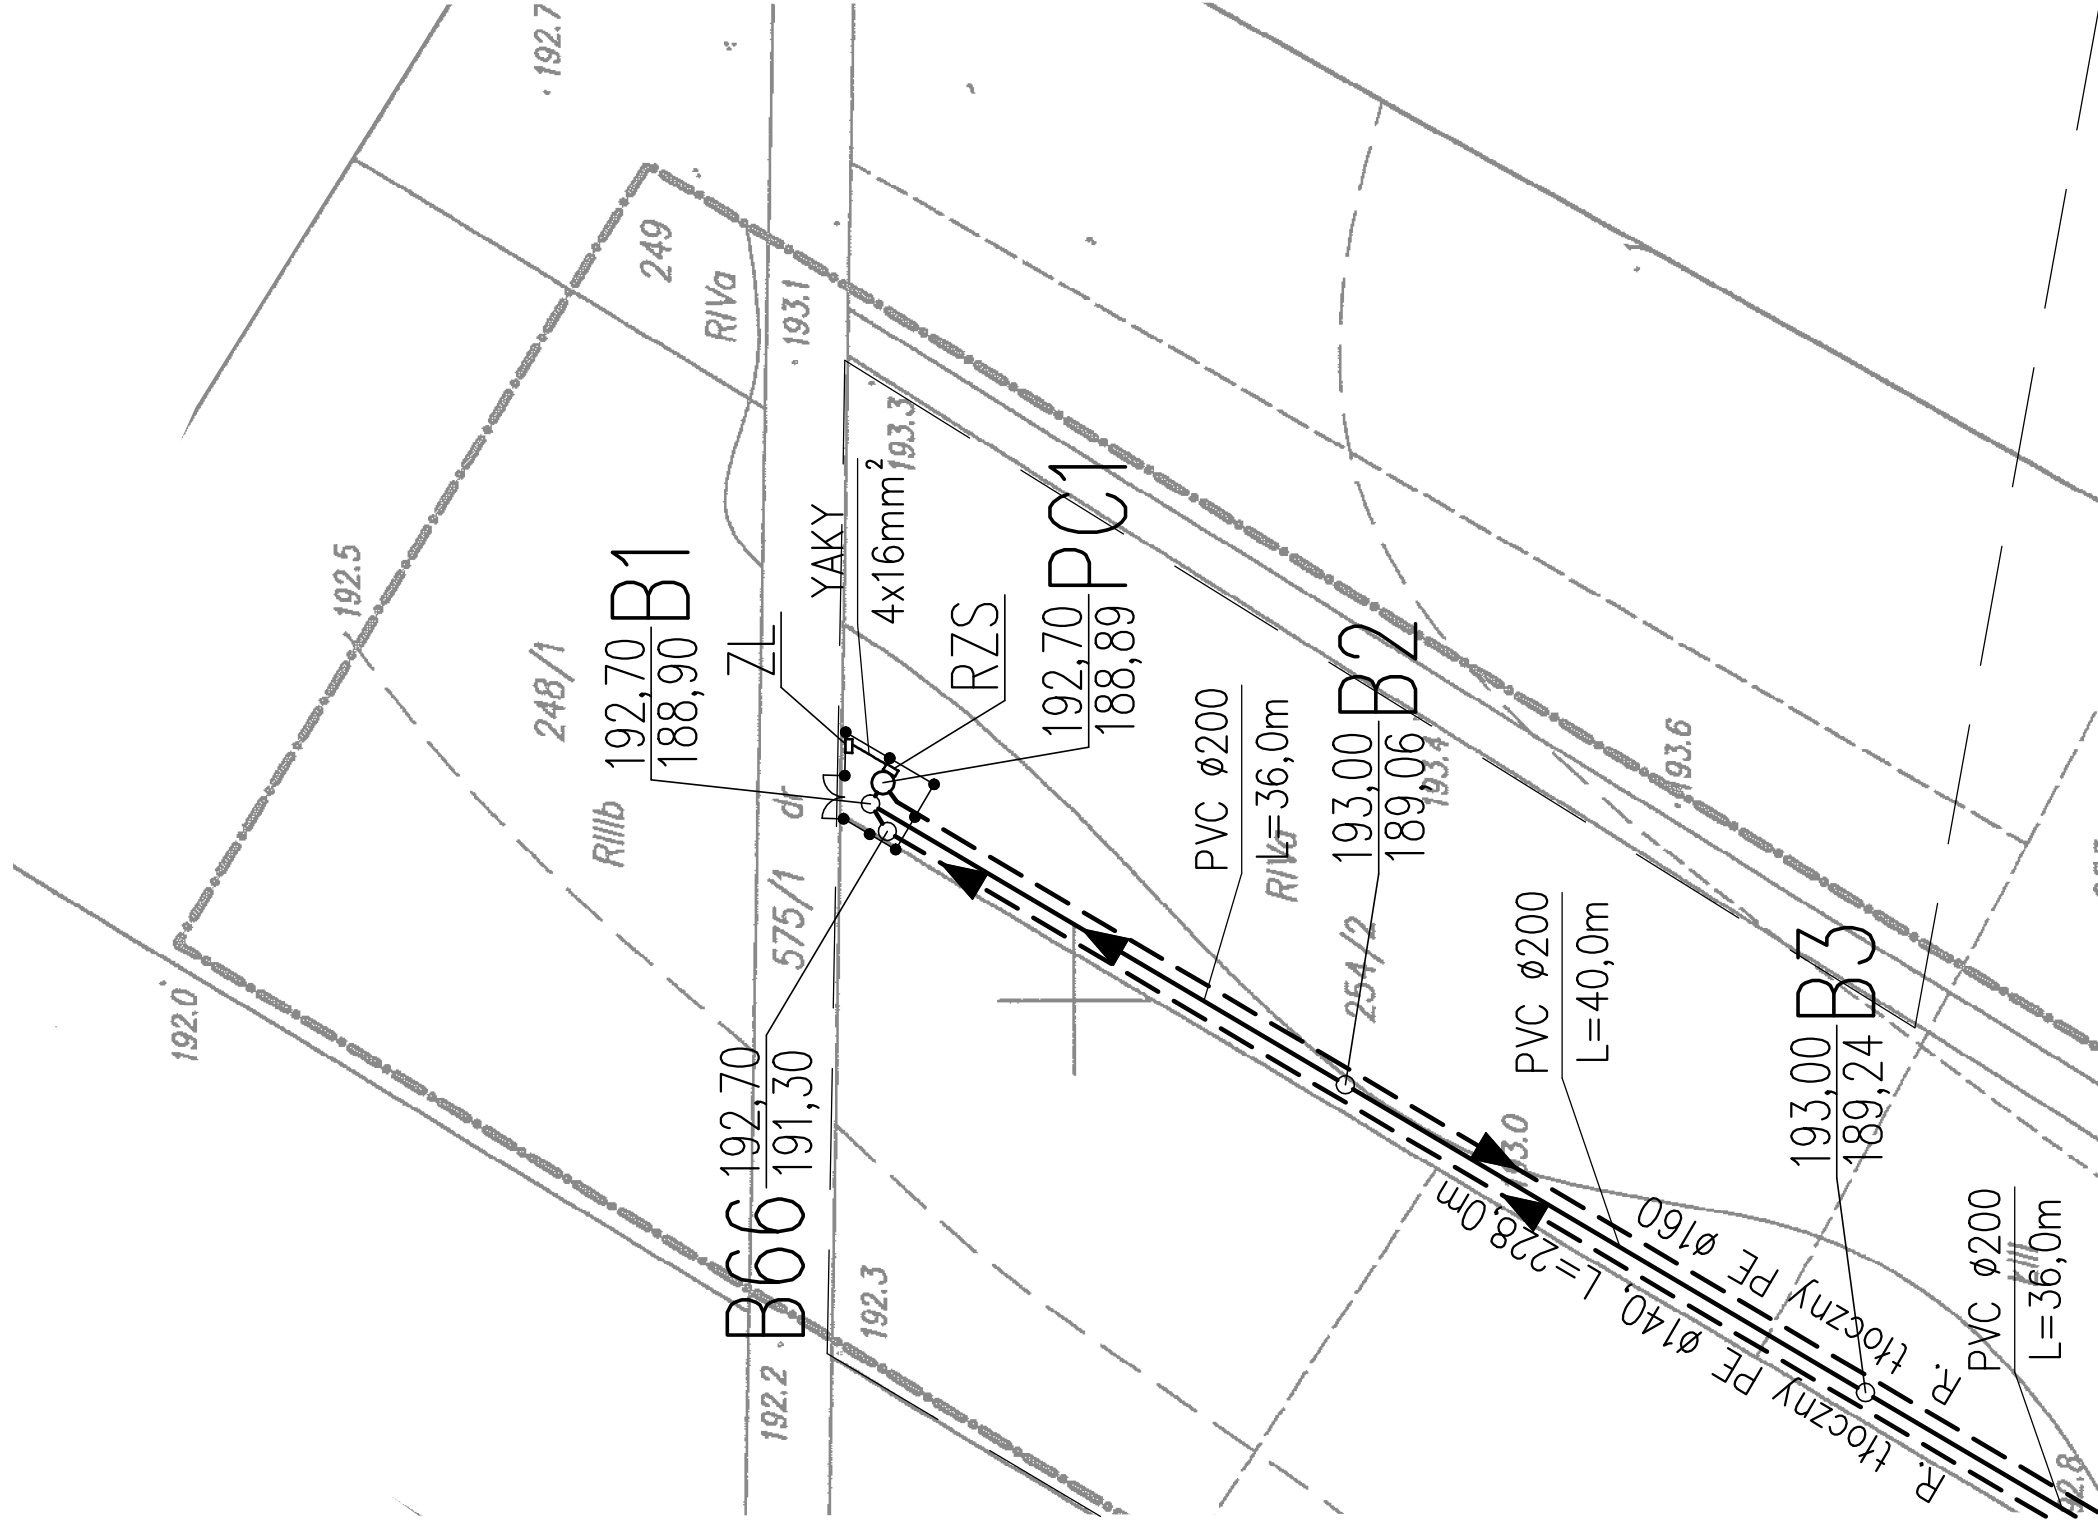 192.7
249
RIVa
193.1
192.5
248/1
RIIIb
192.0
B1
192,70
188,90
ZL
YAKY
4x16mm²
193.3
RZS
PC1
192,70
188,89
dr
575/1
B66
192,70
191,30
192.2
192.3
PVC ø200
L=36,0m
RIVa
B2
193,00
189,06
193.4
254/2
193.6
PVC ø200
L=40,0m
B3
193,00
189,24
R. tłoczny PE ø140, L=228,0m
R. tłoczny PE ø160
PVC ø200
L=36,0m